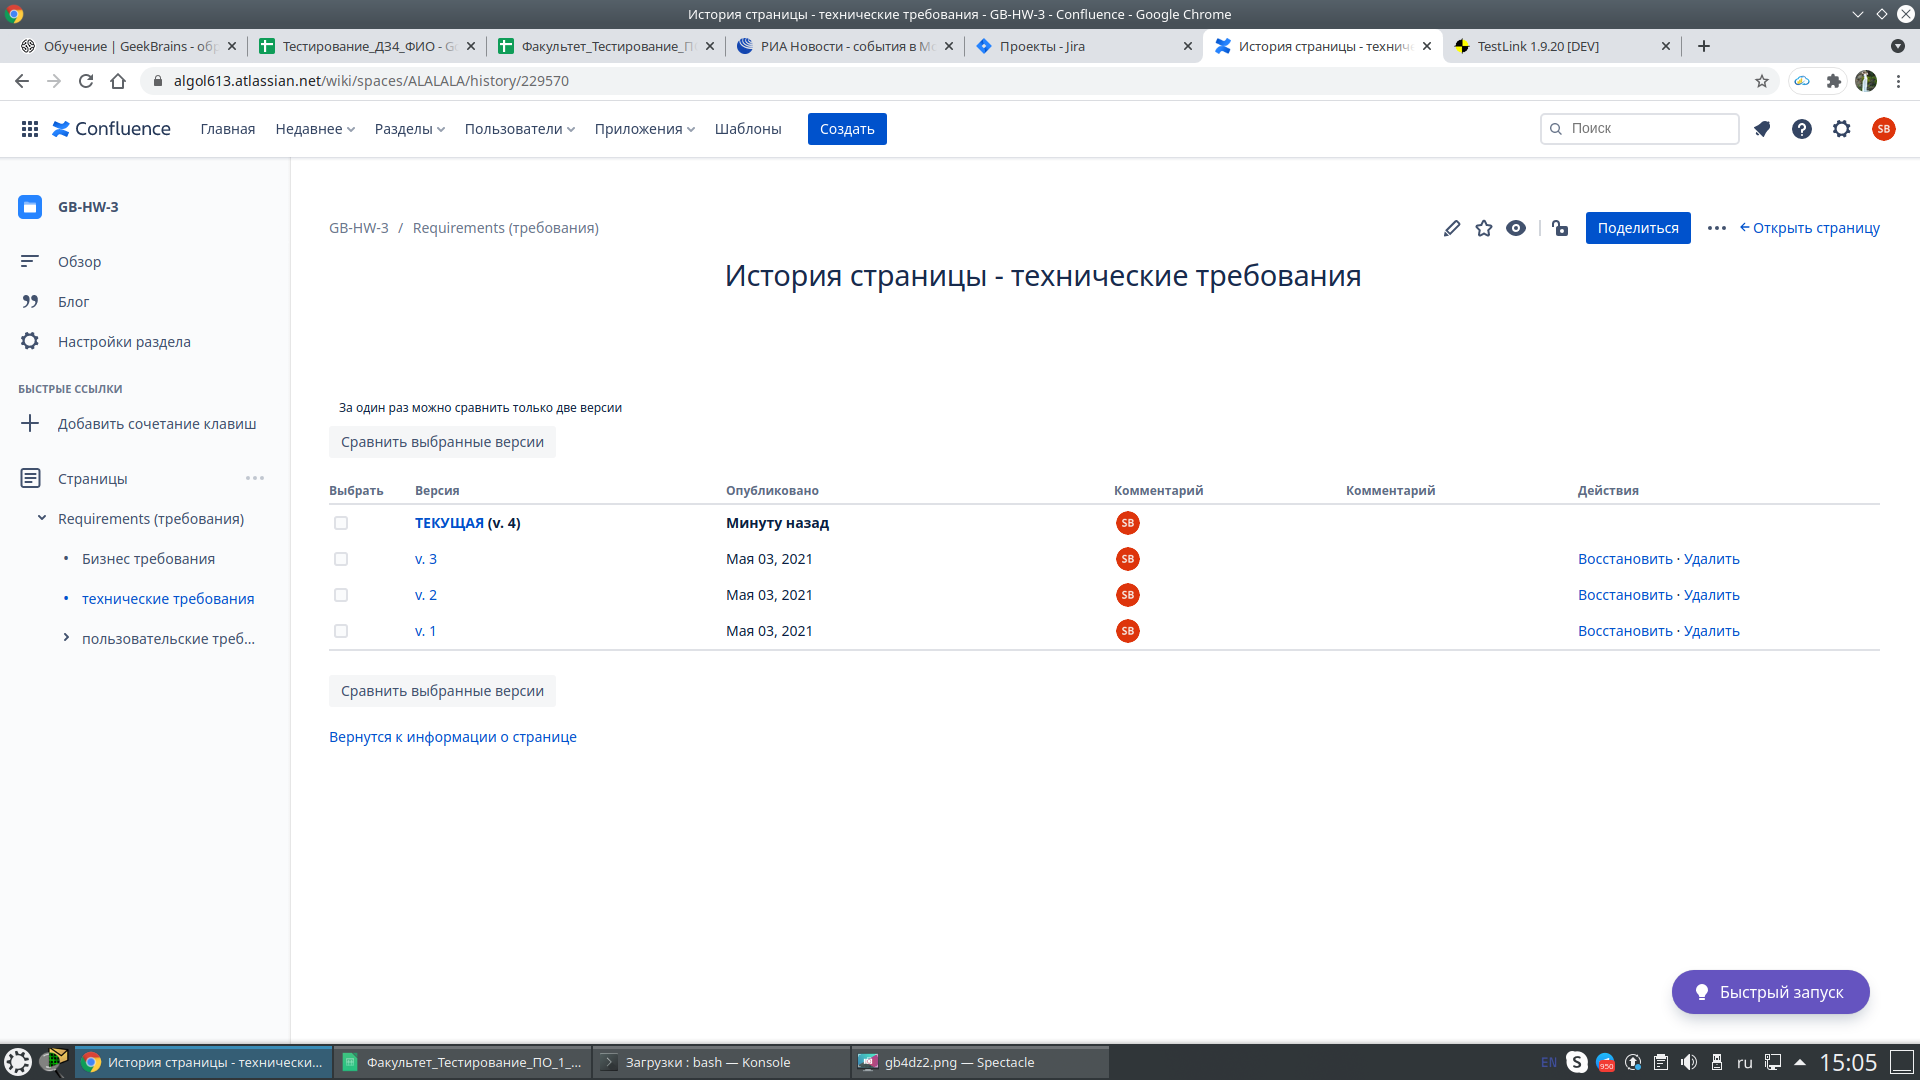 История страницы - технические требования - GB-HW-3 - Confluence - Google Chrome
Обучение | GeekBrains - об
Тестирование_ДЗ4_ФИО - Go
Факультет_Тестирование_П
РИА Новости - события в Мо
Проекты - Jira
История страницы - технич
TestLink 1.9.20 [DEV]
algol613.atlassian.net/wiki/spaces/ALALALA/history/229570
Confluence
Главная
Недавнее
Разделы
Пользователи
Приложения
Шаблоны
Создать
Поиск
SB
GB-HW-3
Обзор
Блог
Настройки раздела
БЫСТРЫЕ ССЫЛКИ
Добавить сочетание клавиш
Страницы
Requirements (требования)
Бизнес требования
технические требования
пользовательские треб...
GB-HW-3 / Requirements (требования)
Поделиться
Открыть страницу
История страницы - технические требования
За один раз можно сравнить только две версии
Сравнить выбранные версии
Выбрать Версия Опубликовано Комментарий Комментарий Действия
ТЕКУЩАЯ (v. 4) Минуту назад SB
v. 3 Мая 03, 2021 SB Восстановить · Удалить
v. 2 Мая 03, 2021 SB Восстановить · Удалить
v. 1 Мая 03, 2021 SB Восстановить · Удалить
Сравнить выбранные версии
Вернутся к информации о странице
Быстрый запуск
История страницы - технически...
Факультет_Тестирование_ПО_1_...
Загрузки : bash — Konsole
gb4dz2.png — Spectacle
EN
950
ru
15:05